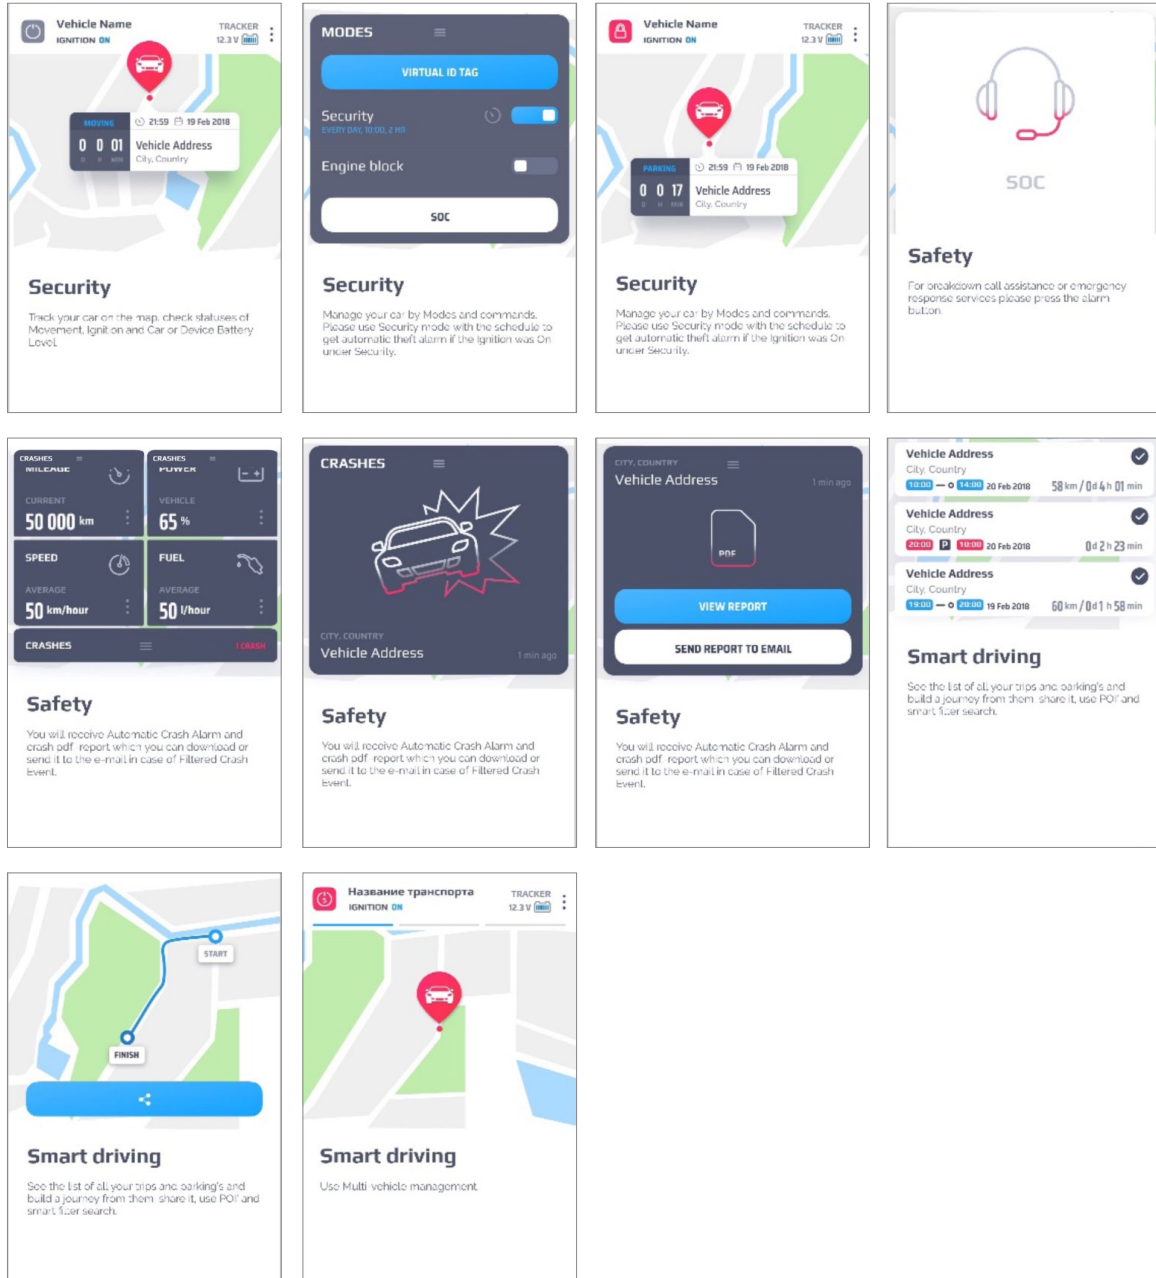 Vehicle Name
IGNITION ON
TRACKER
12.3 V
MOVING
21:59 19 Feb 2018
0 0 01
D H MIN
Vehicle Address
City, Country
Security
Track your car on the map, check statuses of
Movement, Ignition and Car or Device Battery
Level.
MODES
VIRTUAL ID TAG
Security
EVERY DAY, 10:00, 2 HR
Engine block
SOC
Security
Manage your car by Modes and commands.
Please use Security mode with the schedule to
get automatic theft alarm if the Ignition was On
under Security.
Vehicle Name
IGNITION ON
TRACKER
12.3 V
PARKING
21:59 19 Feb 2018
0 0 17
D H MIN
Vehicle Address
City, Country
Security
Manage your car by Modes and commands.
Please use Security mode with the schedule to
get automatic theft alarm if the Ignition was On
under Security.
SOC
Safety
For breakdown call assistance or emergency
response services please press the alarm
button.
CRASHES
MILEAGE
CURRENT
50 000 km
CRASHES
POWER
VEHICLE
65 %
SPEED
AVERAGE
50 km/hour
FUEL
AVERAGE
50 l/hour
CRASHES
1 CRASH
Safety
You will receive Automatic Crash Alarm and
crash pdf-report which you can download or
send it to the e-mail in case of Filtered Crash
Event.
CRASHES
CITY, COUNTRY
Vehicle Address
1 min ago
Safety
You will receive Automatic Crash Alarm and
crash pdf-report which you can download or
send it to the e-mail in case of Filtered Crash
Event.
CITY, COUNTRY
Vehicle Address
1 min ago
PDF
VIEW REPORT
SEND REPORT TO EMAIL
Safety
You will receive Automatic Crash Alarm and
crash pdf-report which you can download or
send it to the e-mail in case of Filtered Crash
Event.
Vehicle Address
City, Country
10:00 14:00 20 Feb 2018
58 km / 0 d 4 h 01 min
Vehicle Address
City, Country
20:00 P 10:00 20 Feb 2018
0 d 2 h 23 min
Vehicle Address
City, Country
19:00 20:00 19 Feb 2018
60 km / 0 d 1 h 58 min
Smart driving
See the list of all your trips and parking's and
build a journey from them, share it, use POI' and
smart filter search.
START
FINISH
Smart driving
See the list of all your trips and parking's and
build a journey from them, share it, use POI' and
smart filter search.
Название транспорта
IGNITION ON
TRACKER
12.3 V
Smart driving
Use Multi-vehicle management.